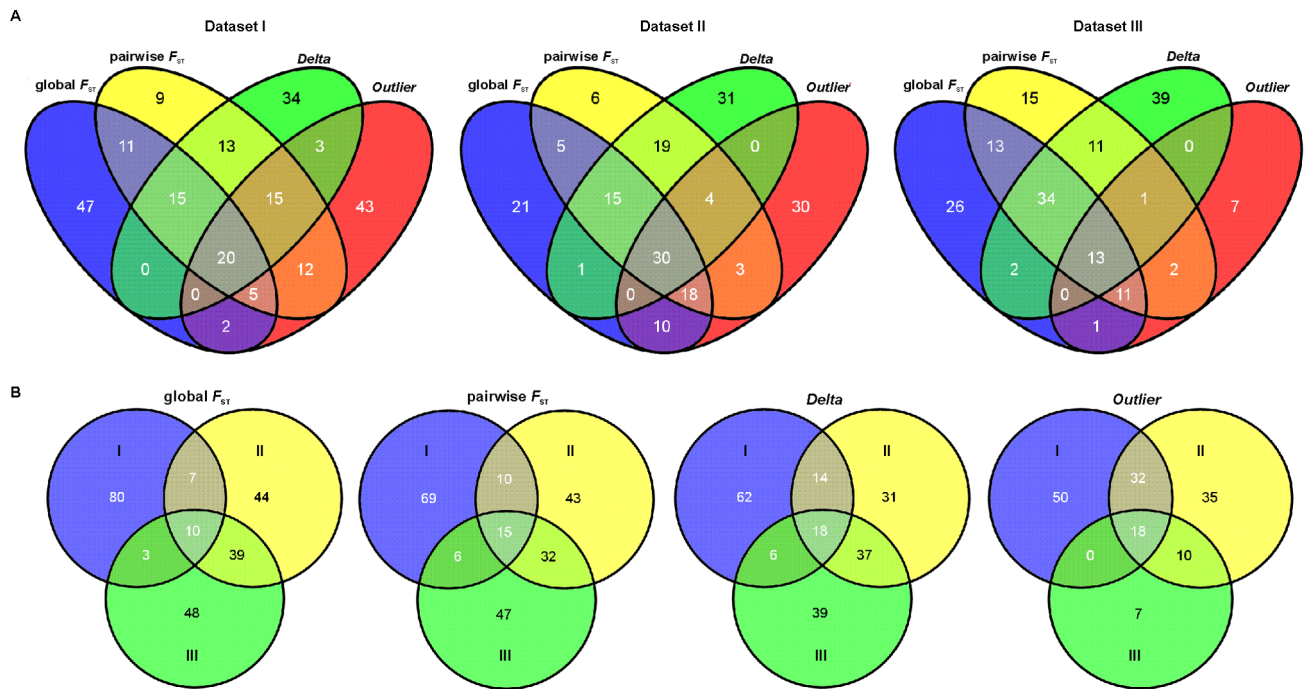 A
Dataset I
Dataset II
Dataset III
global FST
pairwise FST
Delta
Outlier
9
34
11
13
3
47
15
15
43
20
0
12
0
5
2
global FST
pairwise FST
Delta
Outlier
6
31
5
19
0
21
15
4
30
30
1
3
0
18
10
global FST
pairwise FST
Delta
Outlier
15
39
13
11
0
26
34
1
7
13
2
2
0
11
1
B
global FST
I
II
7
80
44
10
3
39
48
III
pairwise FST
I
II
10
69
43
15
6
32
47
III
Delta
I
II
14
62
31
18
6
37
39
III
Outlier
I
II
32
50
35
18
0
10
7
III